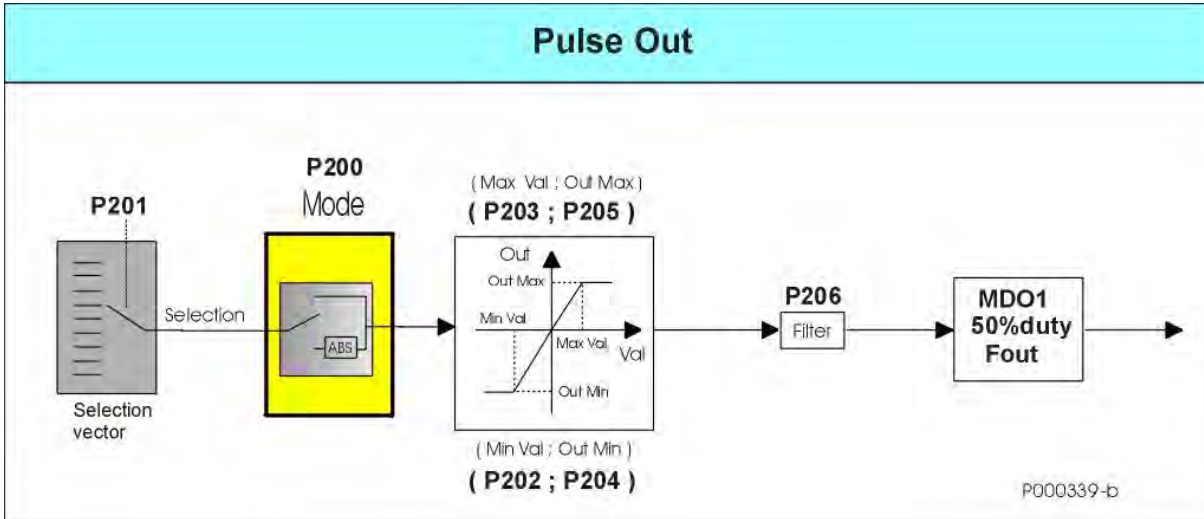 Pulse Out
P201
Selection
vector
Selection
P200
Mode
ABS
( Max Val ; Out Max )
( P203 ; P205 )
Out
Out Max
Min Val
Max Val
Val
Out Min
( Min Val ; Out Min )
( P202 ; P204 )
P206
Filter
MDO1
50%duty
Fout
P000339-b